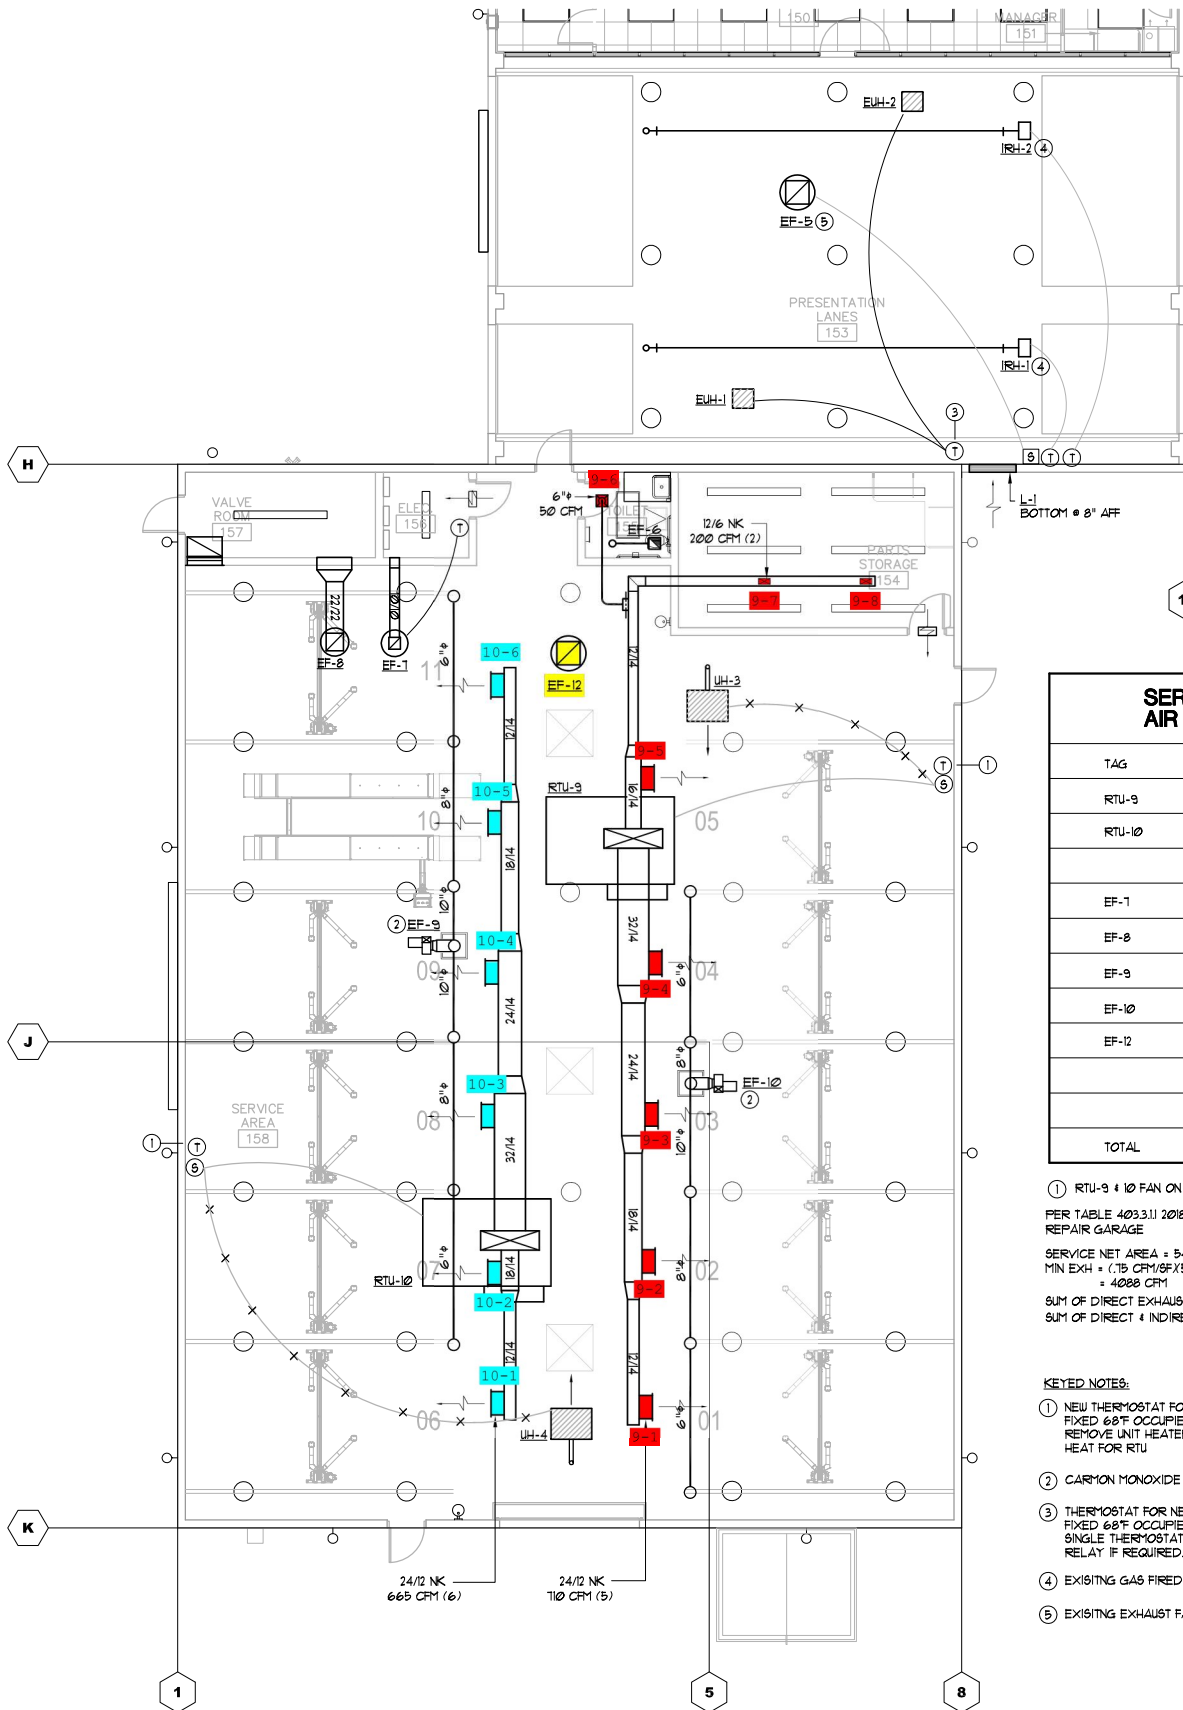 150
MANAGER
151
EUH-2
IRH-2 4
EF-5 5
PRESENTATION
LANES
153
IRH-1 4
EUH-1
3
T
S T T
H
L-1
BOTTOM @ 8" AFF
VALVE
ROOM
157
ELEC
156
T
9-6
6"ø
50 CFM
TOILET
EF-6
12/6 NK
200 CFM (2)
PARTS
STORAGE
154
9-7
9-8
22/22
10/10
EF-8
EF-7
6"ø
11
10-6
EF-12
12/14
12/14
UH-3
9-5
T 1
S
RTU-9
16/14
05
10-5
10
8"ø
18/14
10"ø
2 EF-9
10-4
09
10"ø
32/14
04
6"ø
9-4
24/14
24/14
J
8"ø
8"ø
EF-10
2
10-3
08
03
9-3
10"ø
SERVICE
AREA
158
1 T
S
32/14
18/14
6"ø
07
18/14
RTU-10
10-2
02
8"ø
9-2
12/14
12/14
10-1
06
UH-4
01
6"ø
9-1
K
24/12 NK
665 CFM (6)
24/12 NK
710 CFM (5)
1
5
8
1
SER
AIR
TAG
RTU-9
RTU-10
EF-7
EF-8
EF-9
EF-10
EF-12
TOTAL
1 RTU-9 & 10 FAN ON
PER TABLE 403.3.1.1 2018
REPAIR GARAGE
SERVICE NET AREA = 54
MIN EXH = (.75 CFM/SF)(5
= 4088 CFM
SUM OF DIRECT EXHAUS
SUM OF DIRECT & INDIRE
KEYED NOTES:
1 NEW THERMOSTAT FO
FIXED 68°F OCCUPIE
REMOVE UNIT HEATE
HEAT FOR RTU
2 CARMON MONOXIDE
3 THERMOSTAT FOR NE
FIXED 68°F OCCUPIE
SINGLE THERMOSTAT
RELAY IF REQUIRED.
4 EXISITNG GAS FIRED
5 EXISITNG EXHAUST FA